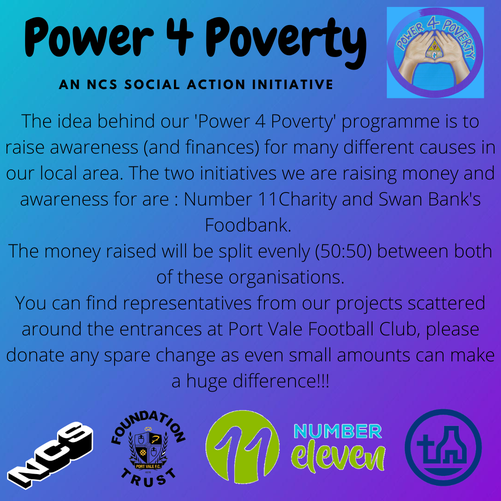 Power 4 Poverty
POWER 4 POVERTY
AN NCS SOCIAL ACTION INITIATIVE
The idea behind our 'Power 4 Poverty' programme is to
raise awareness (and finances) for many different causes in
our local area. The two initiatives we are raising money and
awareness for are : Number 11Charity and Swan Bank's
Foodbank.
The money raised will be split evenly (50:50) between both
of these organisations.
You can find representatives from our projects scattered
around the entrances at Port Vale Football Club, please
donate any spare change as even small amounts can make
a huge difference!!!
NCS
FOUNDATION
PORT VALE F.C.
TRUST
11
NUMBER
eleven